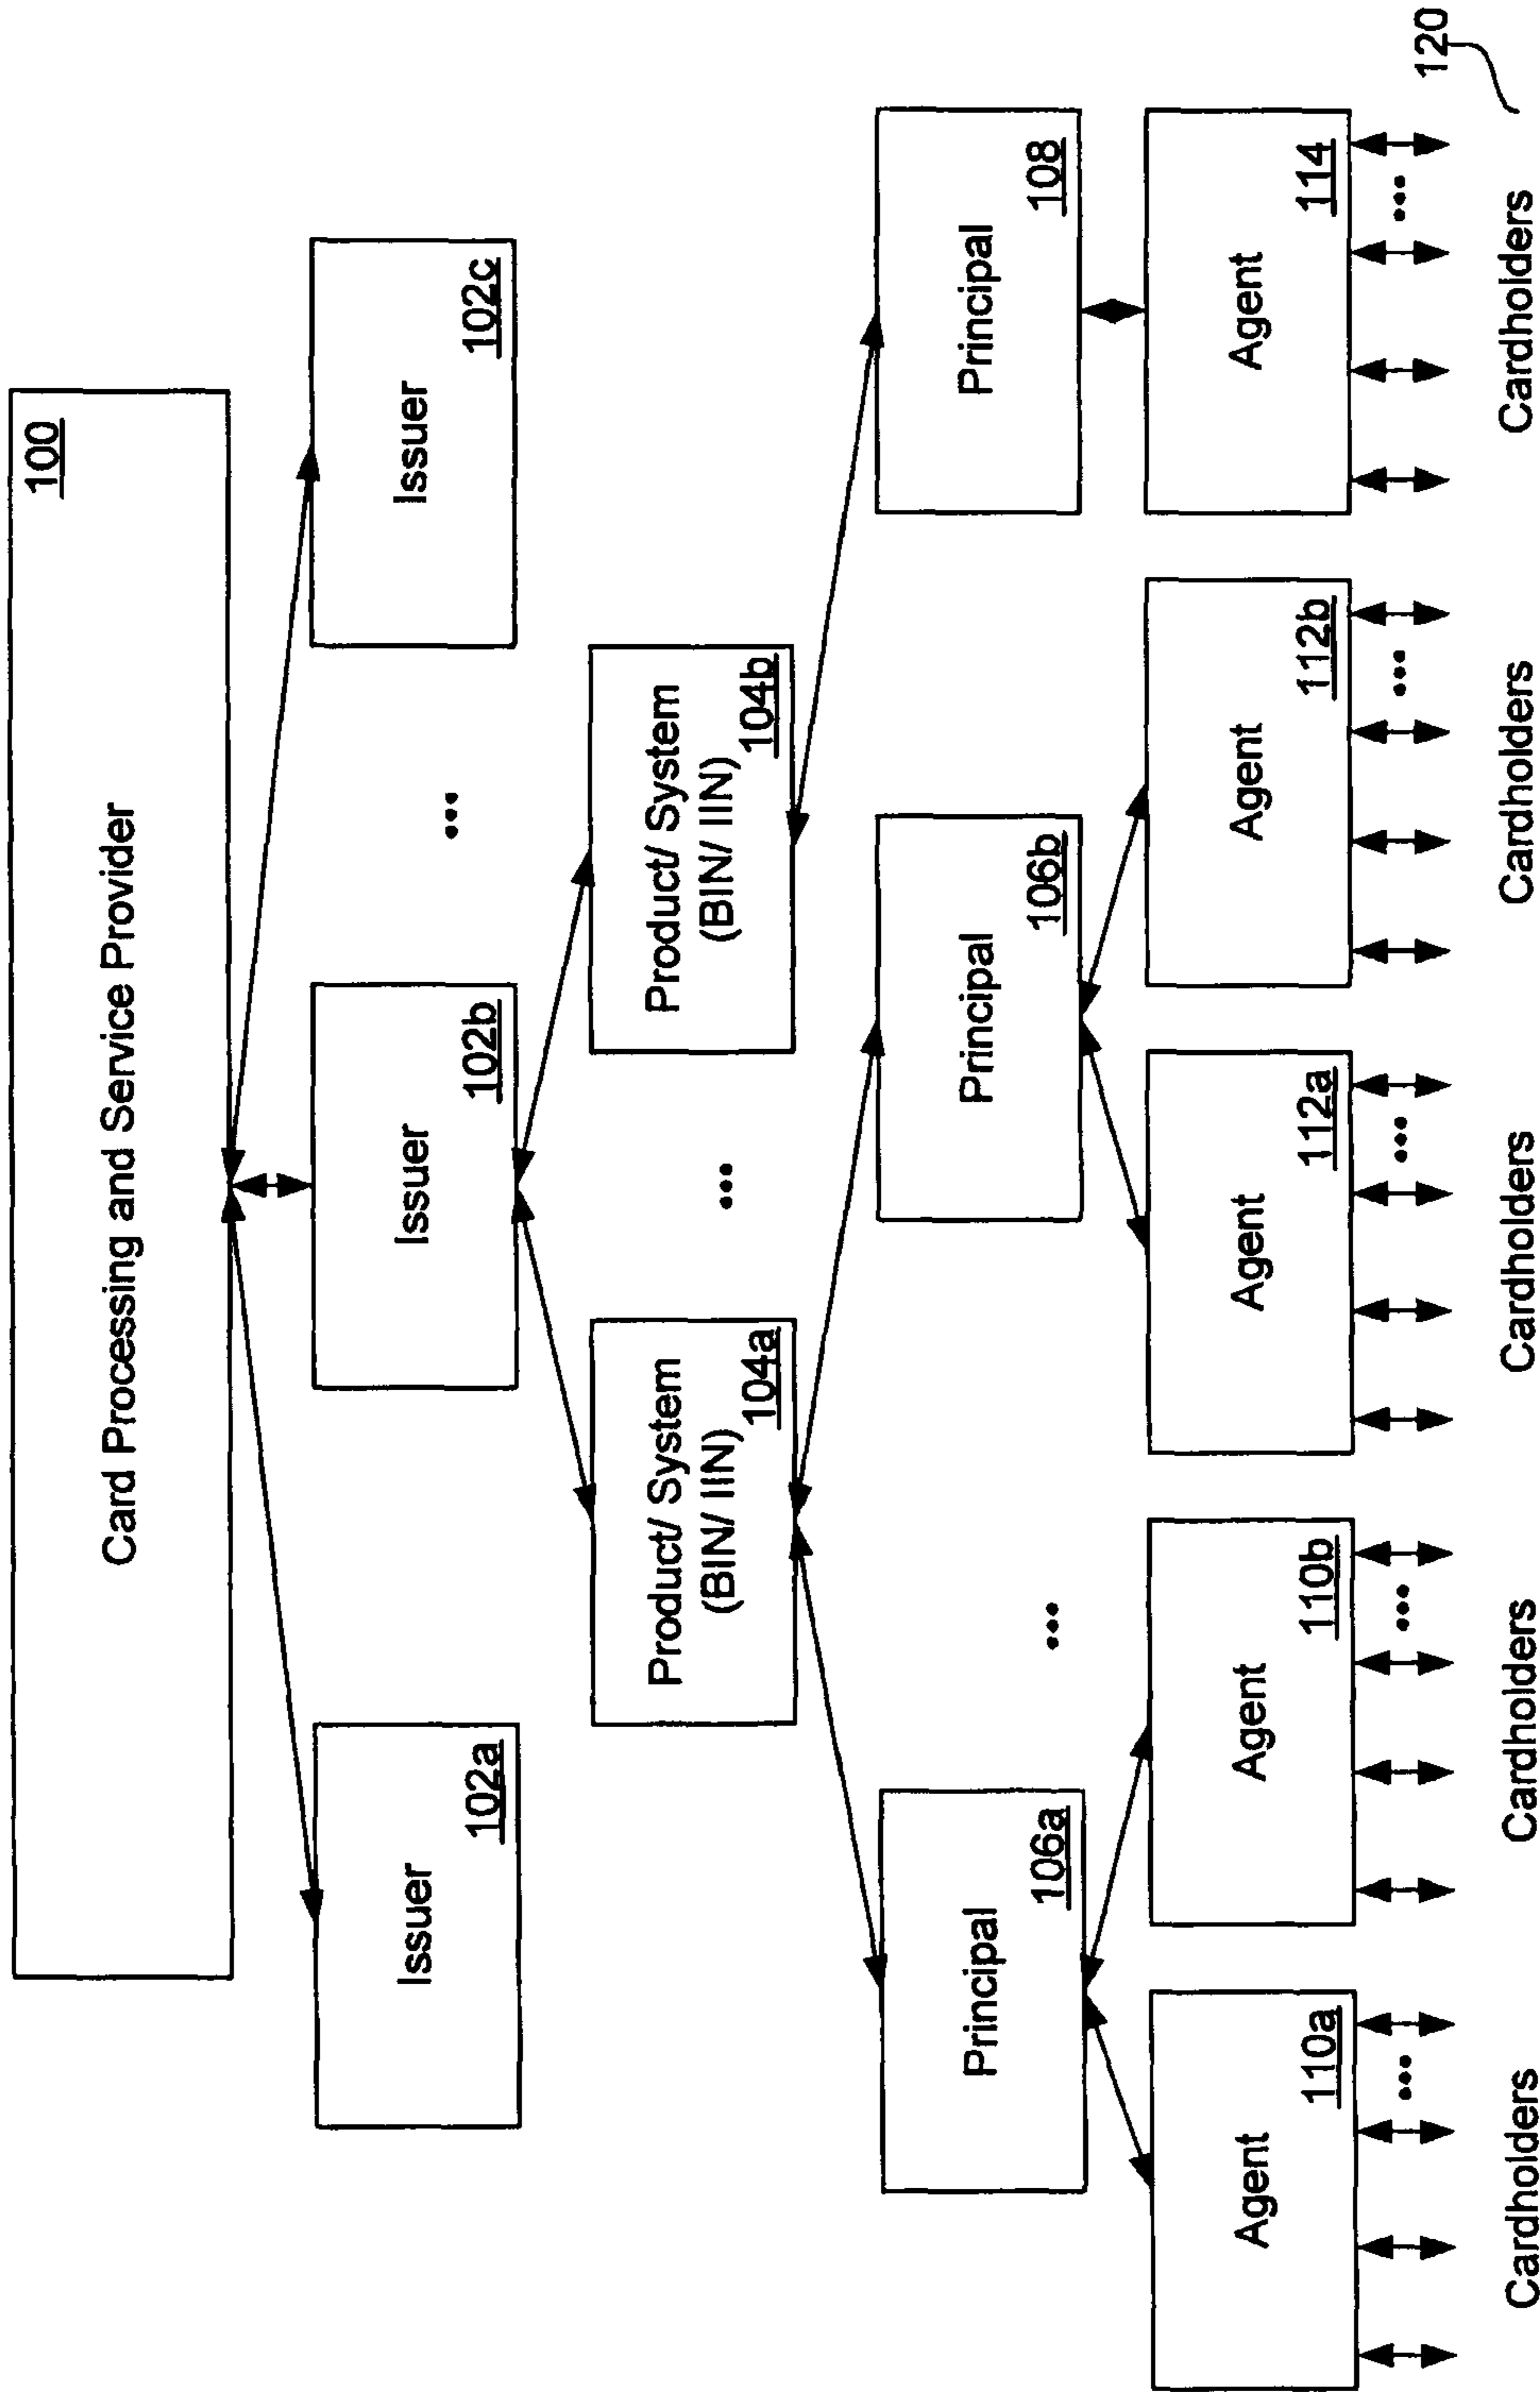 100
Card Processing and Service Provider
Issuer
102a
Issuer
102b
...
Issuer
102c
Product/ System
(BIN/ IIN)
104a
...
Product/ System
(BIN/ IIN)
104b
Principal
106a
...
Principal
106b
Principal
108
Agent
110a
Agent
110b
Agent
112a
Agent
112b
Agent
114
...
...
...
...
...
120
Cardholders
Cardholders
Cardholders
Cardholders
Cardholders